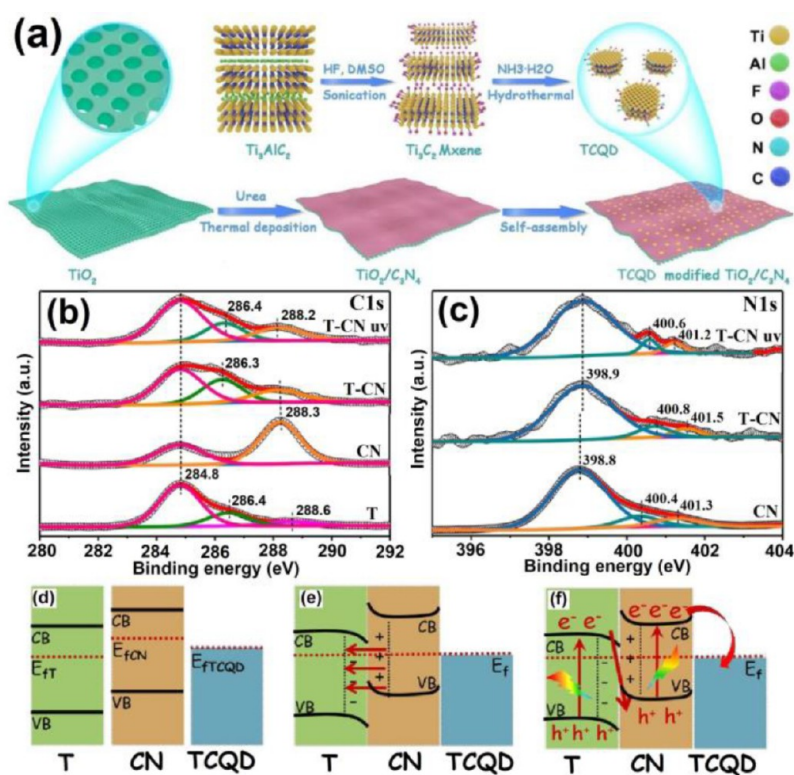 (a)
HF, DMSO
Sonication
NH3·H2O
Hydrothermal
Ti₃AlC₂
Ti₃C₂ Mxene
TCQD
Ti
Al
F
O
N
C
Urea
Thermal deposition
Self-assembly
TiO₂
TiO₂/C₃N₄
TCQD modified TiO₂/C₃N₄
(b)
C1s
286.4
288.2
T-CN uv
286.3
T-CN
288.3
CN
284.8
286.4
288.6
T
Intensity (a.u.)
280 282 284 286 288 290 292
Binding energy (eV)
(c)
N1s
400.6
401.2
T-CN uv
398.9
400.8
401.5
T-CN
398.8
400.4
401.3
CN
Intensity (a.u.)
396 398 400 402 404
Binding energy (eV)
(d)
CB
EfT
VB
T
CB
EfCN
VB
CN
EfTCQD
TCQD
(e)
CB
VB
T
+
+
+
+
-
-
-
-
CB
VB
CN
Ef
TCQD
(f)
e⁻ e⁻
CB
VB
h⁺ h⁺ h⁺
T
-
-
-
+
+
+
+
e⁻ e⁻ e⁻
CB
VB
h⁺ h⁺
CN
Ef
TCQD